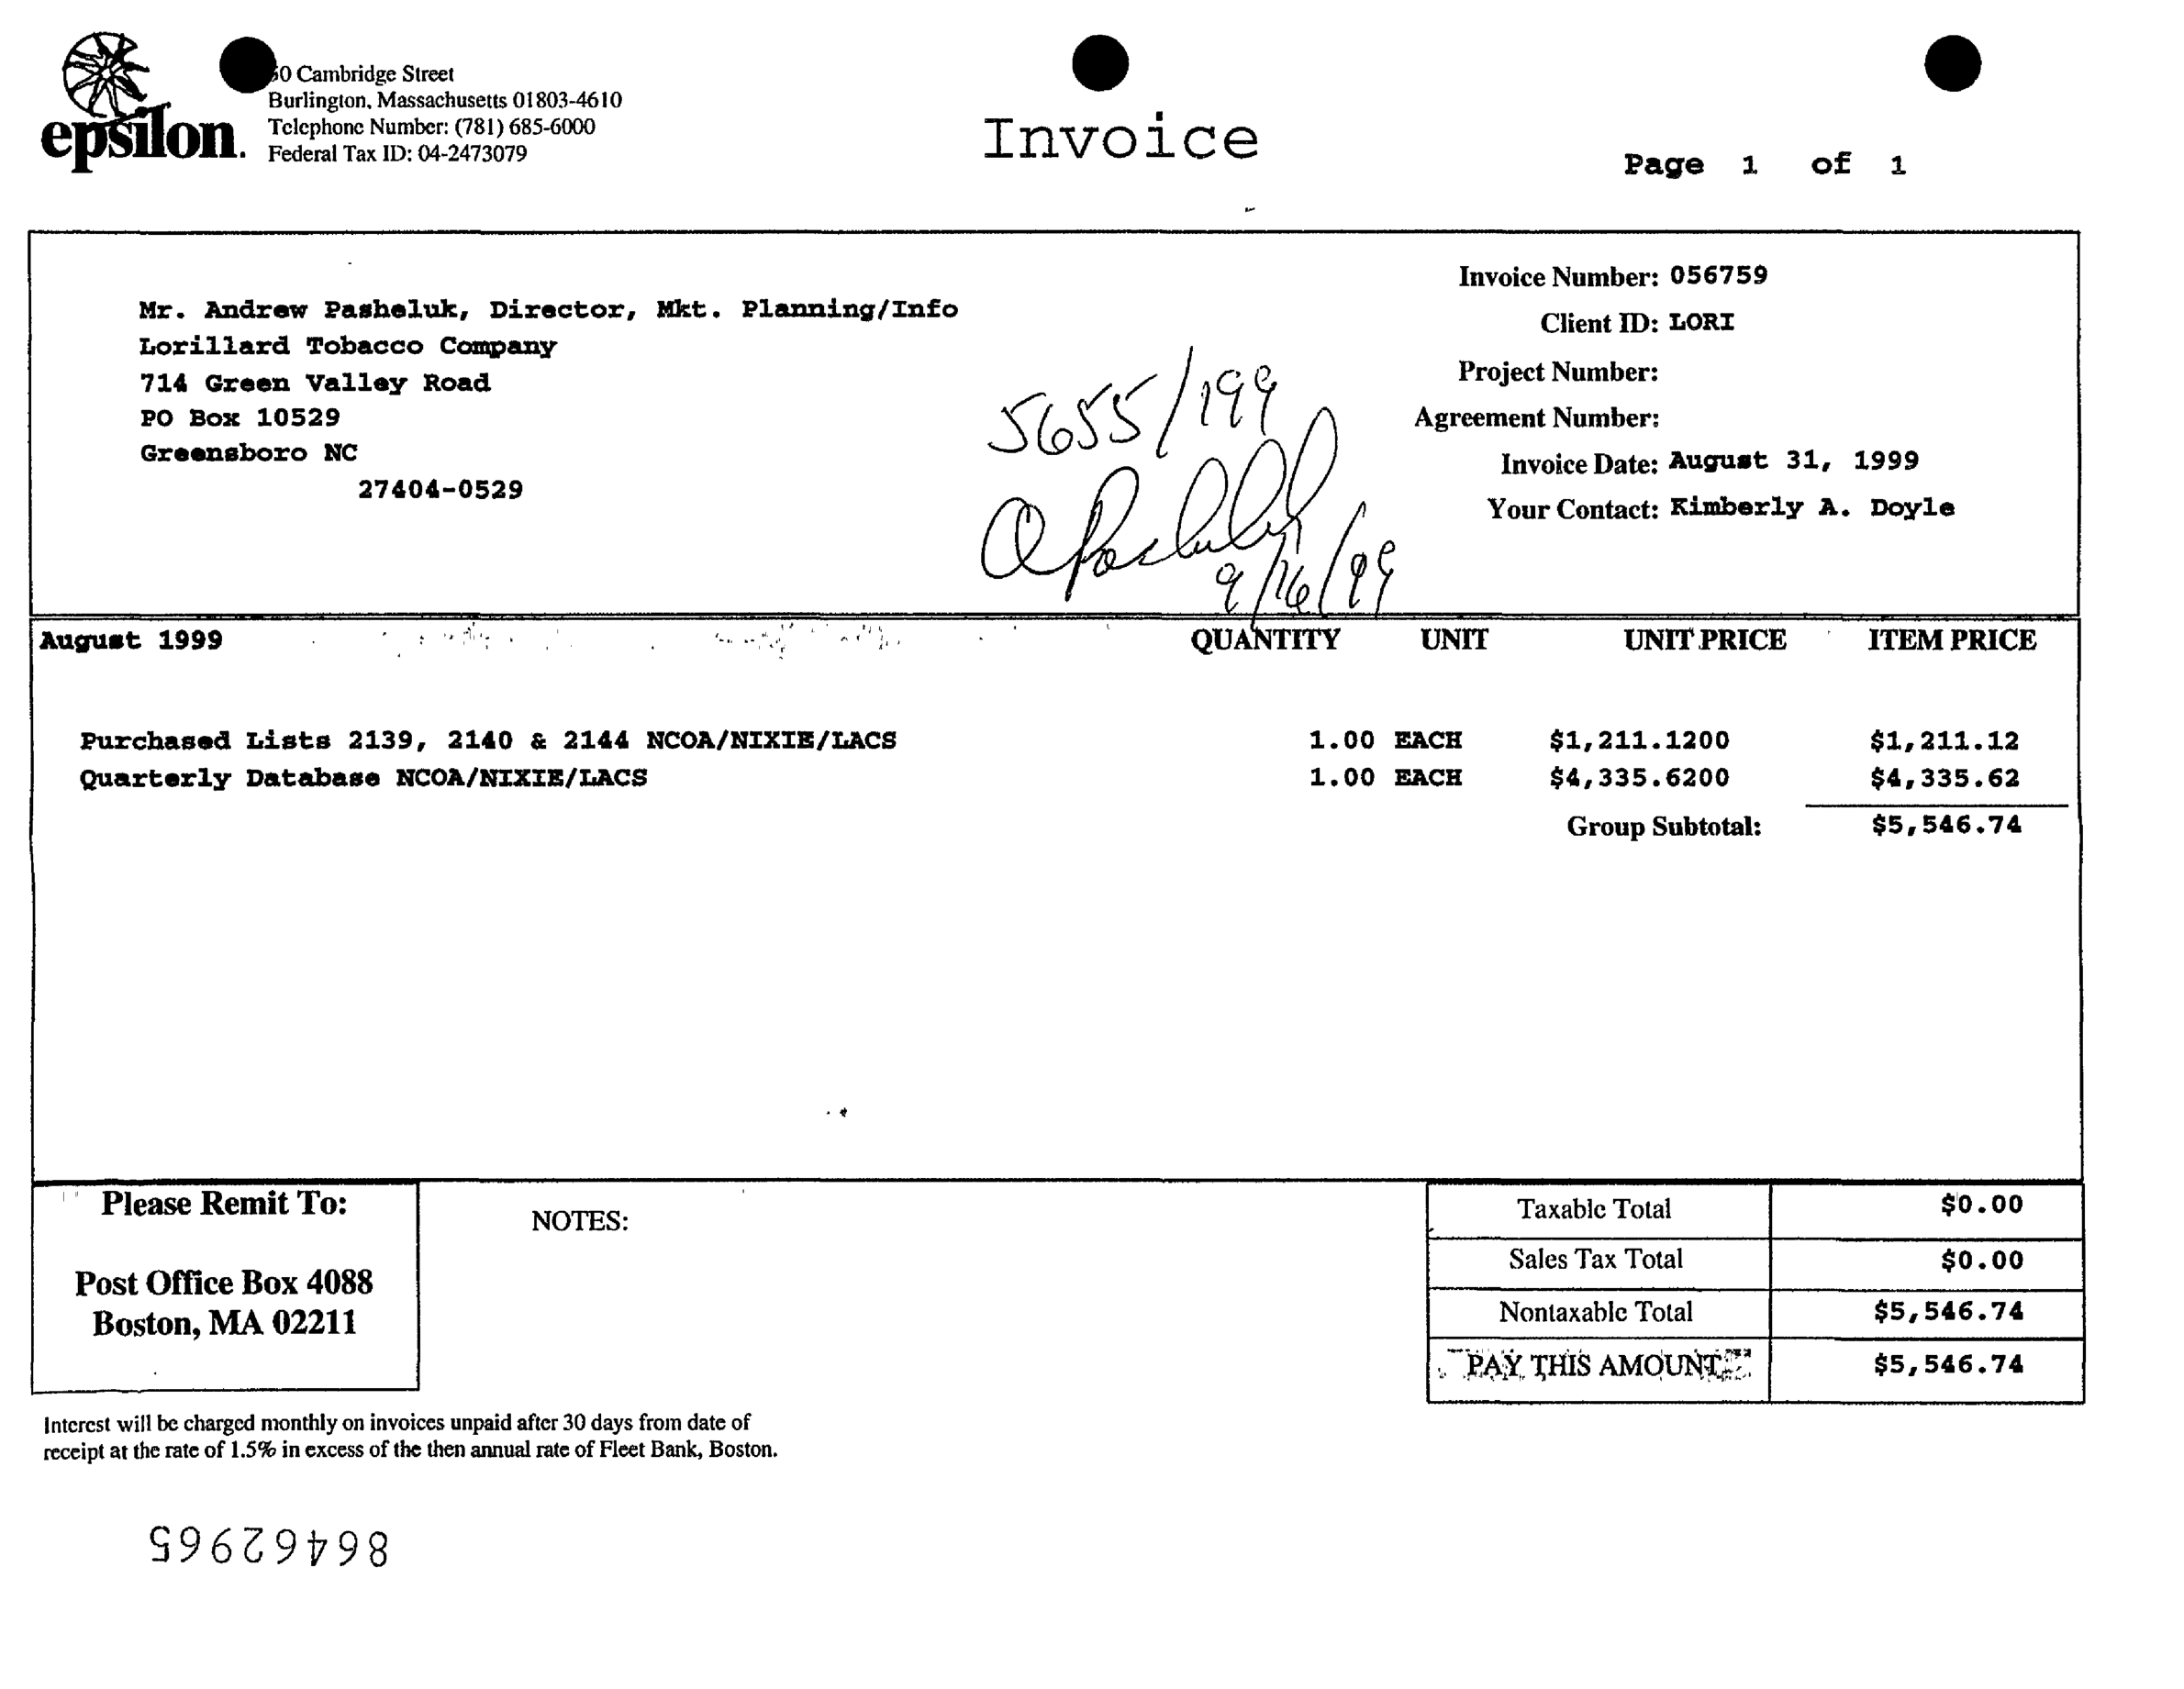 epsilon.
0 Cambridge Street
Burlington, Massachusetts 01803-4610
Telephone Number: (781) 685-6000
Federal Tax ID: 04-2473079
Invoice
Page 1 of 1
Mr. Andrew Pasheluk, Director, Mkt. Planning/Info
Lorillard Tobacco Company
714 Green Valley Road
PO Box 10529
Greensboro NC
27404-0529
5655/199
9/16/99
Invoice Number: 056759
Client ID: LORI
Project Number:
Agreement Number:
Invoice Date: August 31, 1999
Your Contact: Kimberly A. Doyle
August 1999 QUANTITY UNIT UNIT PRICE ITEM PRICE
Purchased Lists 2139, 2140 & 2144 NCOA/NIXIE/LACS 1.00 EACH $1,211.1200 $1,211.12
Quarterly Database NCOA/NIXIE/LACS 1.00 EACH $4,335.6200 $4,335.62
Group Subtotal: $5,546.74
Please Remit To:
Post Office Box 4088
Boston, MA 02211
NOTES:
Taxable Total $0.00
Sales Tax Total $0.00
Nontaxable Total $5,546.74
PAY THIS AMOUNT $5,546.74
Interest will be charged monthly on invoices unpaid after 30 days from date of
receipt at the rate of 1.5% in excess of the then annual rate of Fleet Bank, Boston.
86462965